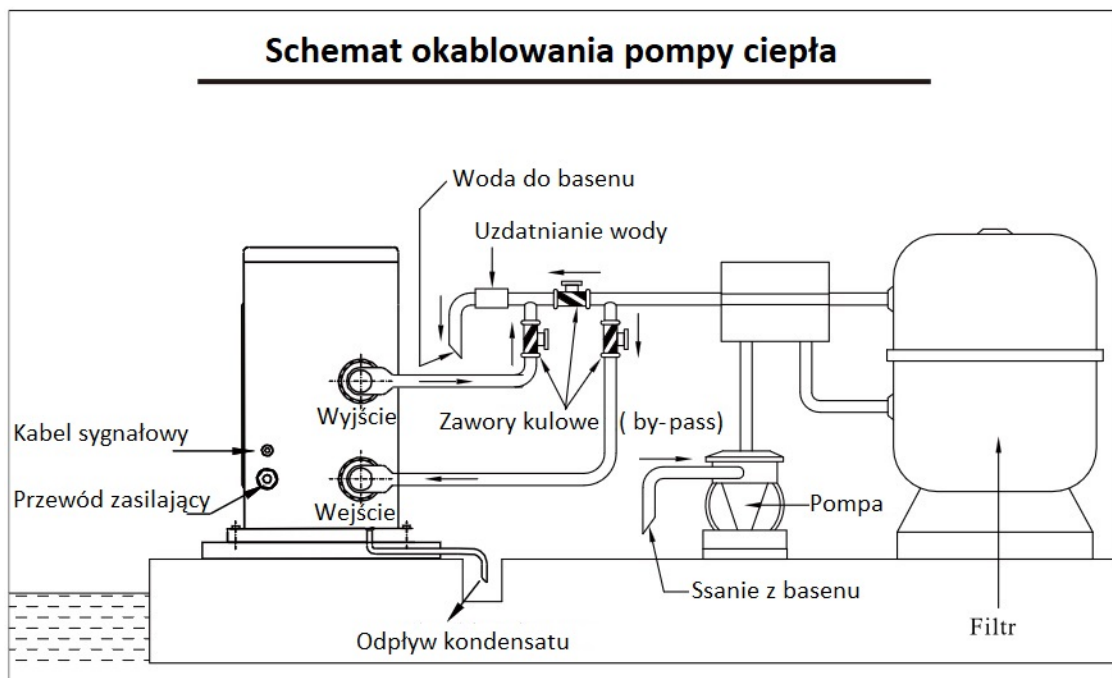 Schemat okablowania pompy ciepła
Woda do basenu
Uzdatnianie wody
Wyjście
Zawory kulowe ( by-pass)
Kabel sygnałowy
Przewód zasilający
Wejście
Pompa
Ssanie z basenu
Odpływ kondensatu
Filtr